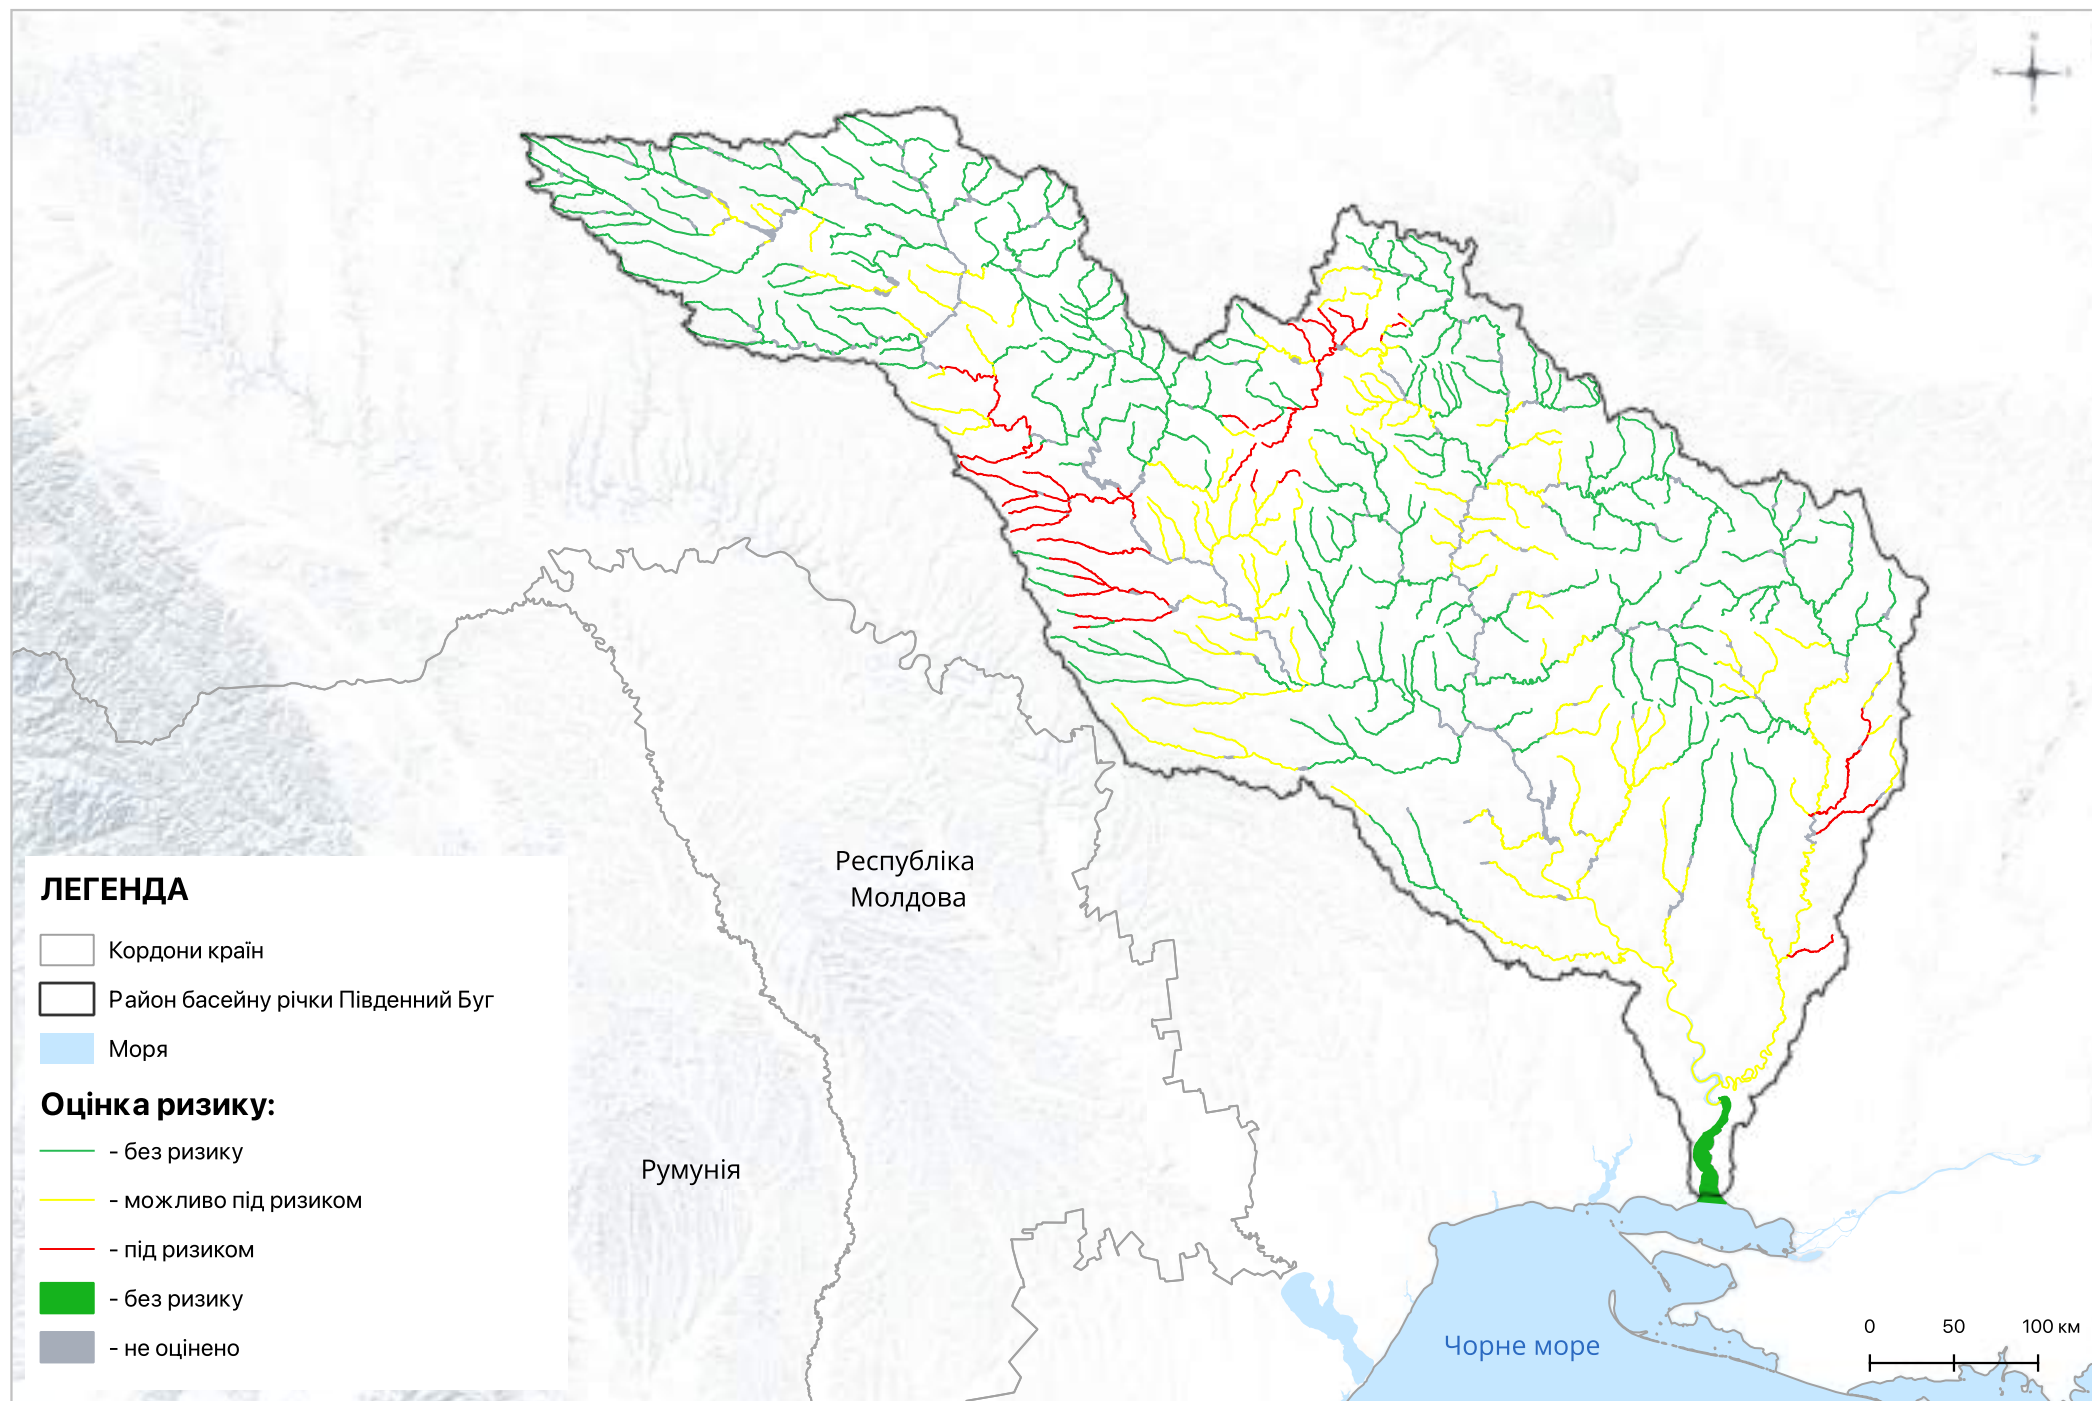 Республіка
Молдова
Румунія
Чорне море
ЛЕГЕНДА
Кордони країн
Район басейну річки Південний Буг
Моря
Оцінка ризику:
- без ризику
- можливо під ризиком
- під ризиком
- без ризику
- не оцінено
0 50 100 км